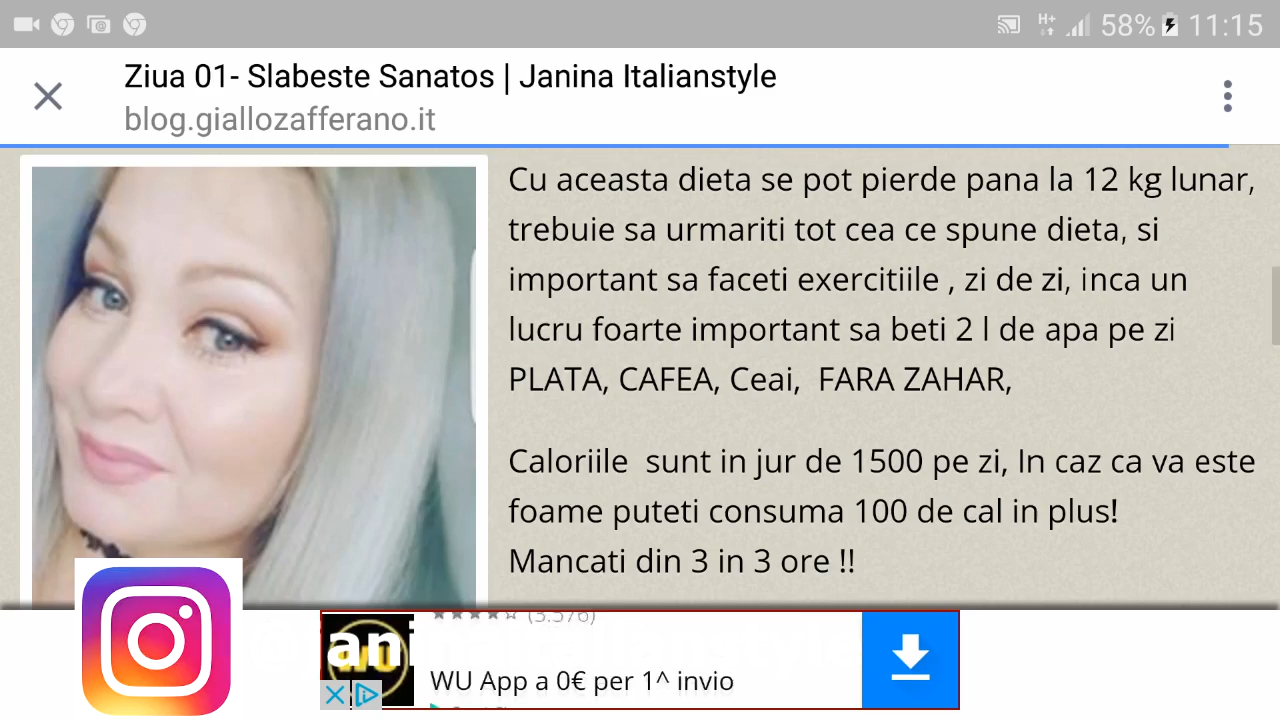 58% 11:15
Ziua 01- Slabeste Sanatos | Janina Italianstyle
blog.giallozafferano.it
Cu aceasta dieta se pot pierde pana la 12 kg lunar,
trebuie sa urmariti tot cea ce spune dieta, si
important sa faceti exercitiile , zi de zi, inca un
lucru foarte important sa beti 2 l de apa pe zi
PLATA, CAFEA, Ceai,  FARA ZAHAR,
Caloriile  sunt in jur de 1500 pe zi, In caz ca va este
foame puteti consuma 100 de cal in plus!
Mancati din 3 in 3 ore !!
(3.576)
WU App a 0€ per 1^ invio